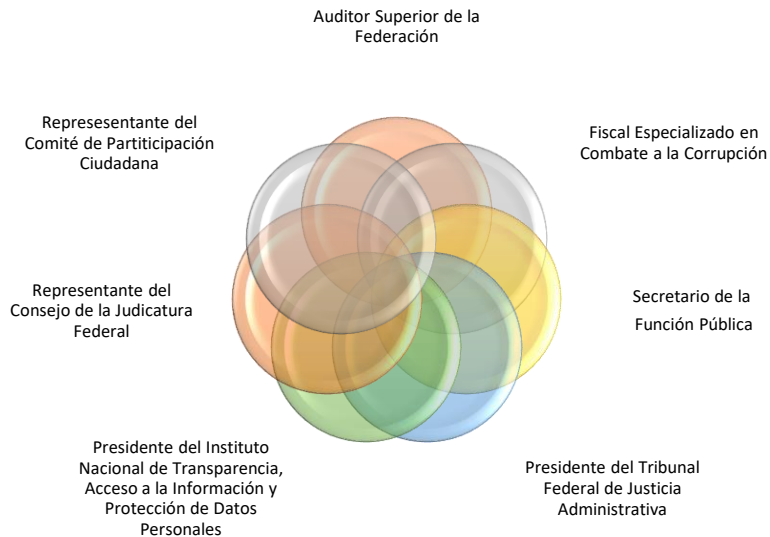 Auditor Superior de la
Federación
Represesentante del
Comité de Partiticipación
Ciudadana
Fiscal Especializado en
Combate a la Corrupción
Representante del
Consejo de la Judicatura
Federal
Secretario de la
Función Pública
Presidente del Instituto
Nacional de Transparencia,
Acceso a la Información y
Protección de Datos
Personales
Presidente del Tribunal
Federal de Justicia
Administrativa